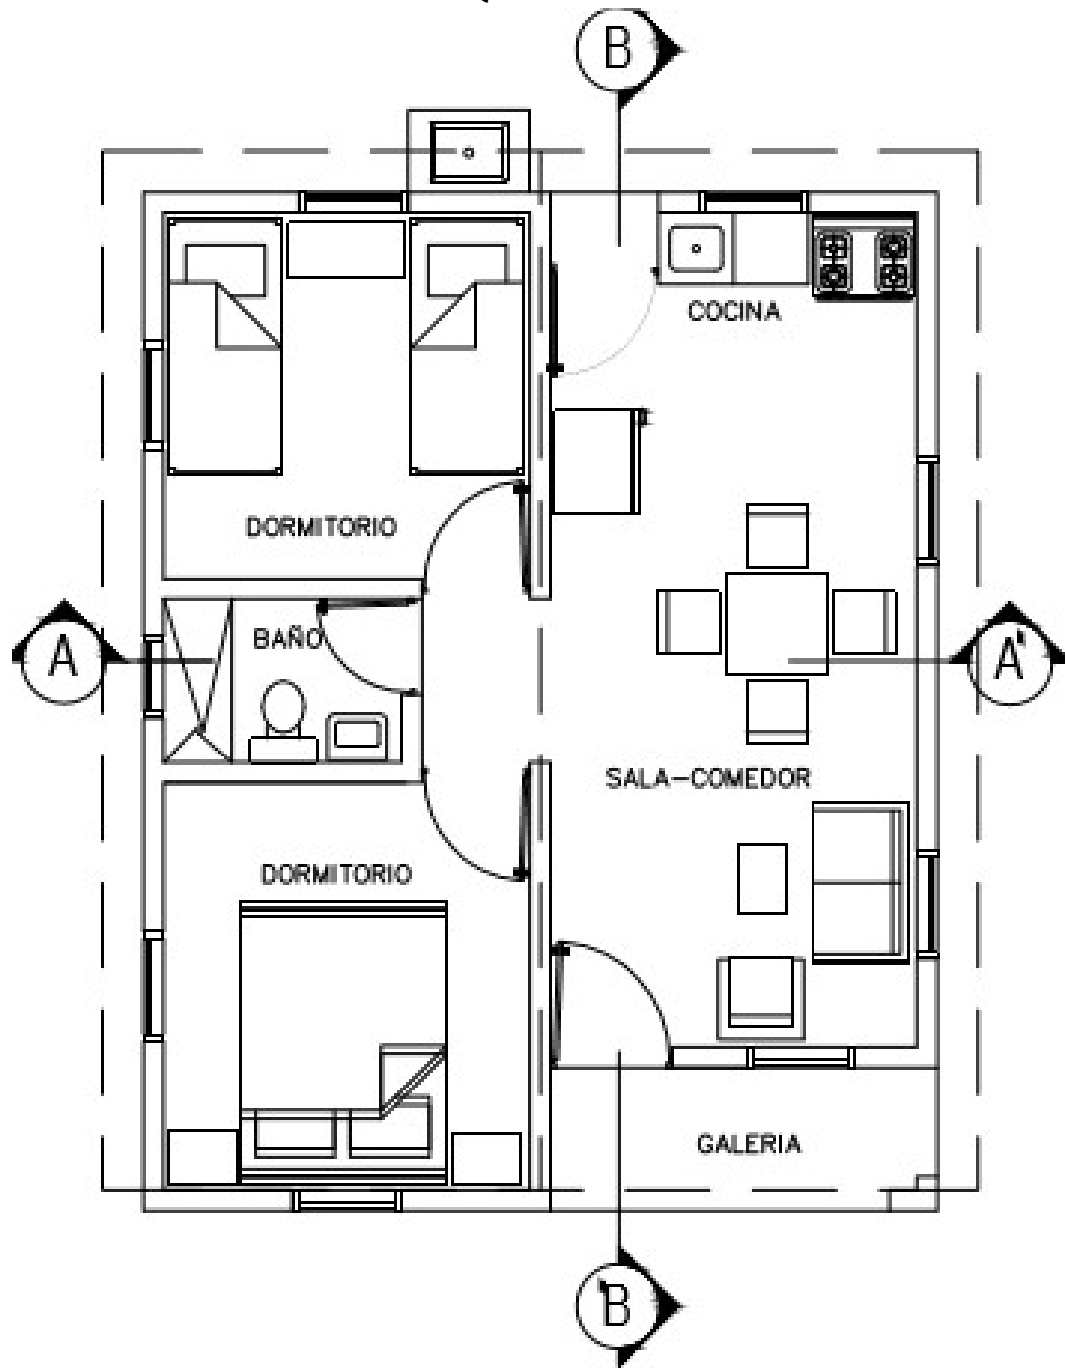 B
COCINA
DORMITORIO
BAÑO
A
A'
SALA-COMEDOR
DORMITORIO
GALERIA
B